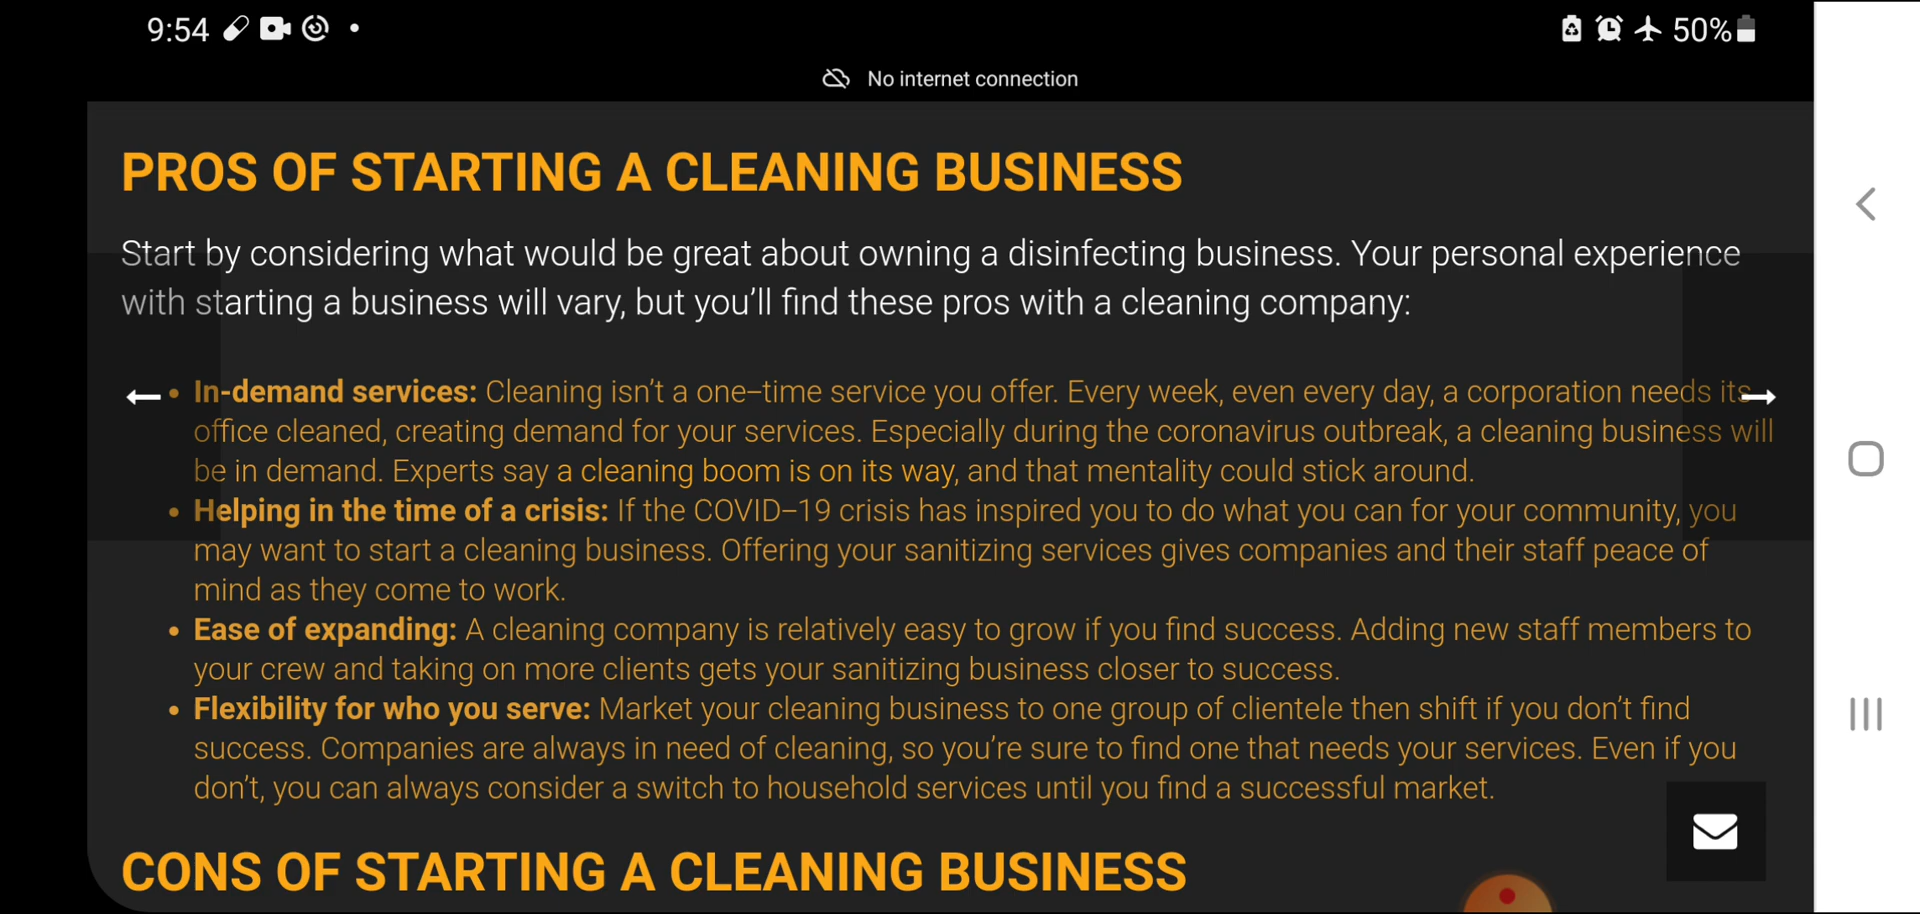 9:54
50%
No internet connection
PROS OF STARTING A CLEANING BUSINESS
Start by considering what would be great about owning a disinfecting business. Your personal experience
with starting a business will vary, but you’ll find these pros with a cleaning company:
• In-demand services: Cleaning isn’t a one–time service you offer. Every week, even every day, a corporation needs its
office cleaned, creating demand for your services. Especially during the coronavirus outbreak, a cleaning business will
be in demand. Experts say a cleaning boom is on its way, and that mentality could stick around.
• Helping in the time of a crisis: If the COVID–19 crisis has inspired you to do what you can for your community, you
may want to start a cleaning business. Offering your sanitizing services gives companies and their staff peace of
mind as they come to work.
• Ease of expanding: A cleaning company is relatively easy to grow if you find success. Adding new staff members to
your crew and taking on more clients gets your sanitizing business closer to success.
• Flexibility for who you serve: Market your cleaning business to one group of clientele then shift if you don’t find
success. Companies are always in need of cleaning, so you’re sure to find one that needs your services. Even if you
don’t, you can always consider a switch to household services until you find a successful market.
CONS OF STARTING A CLEANING BUSINESS